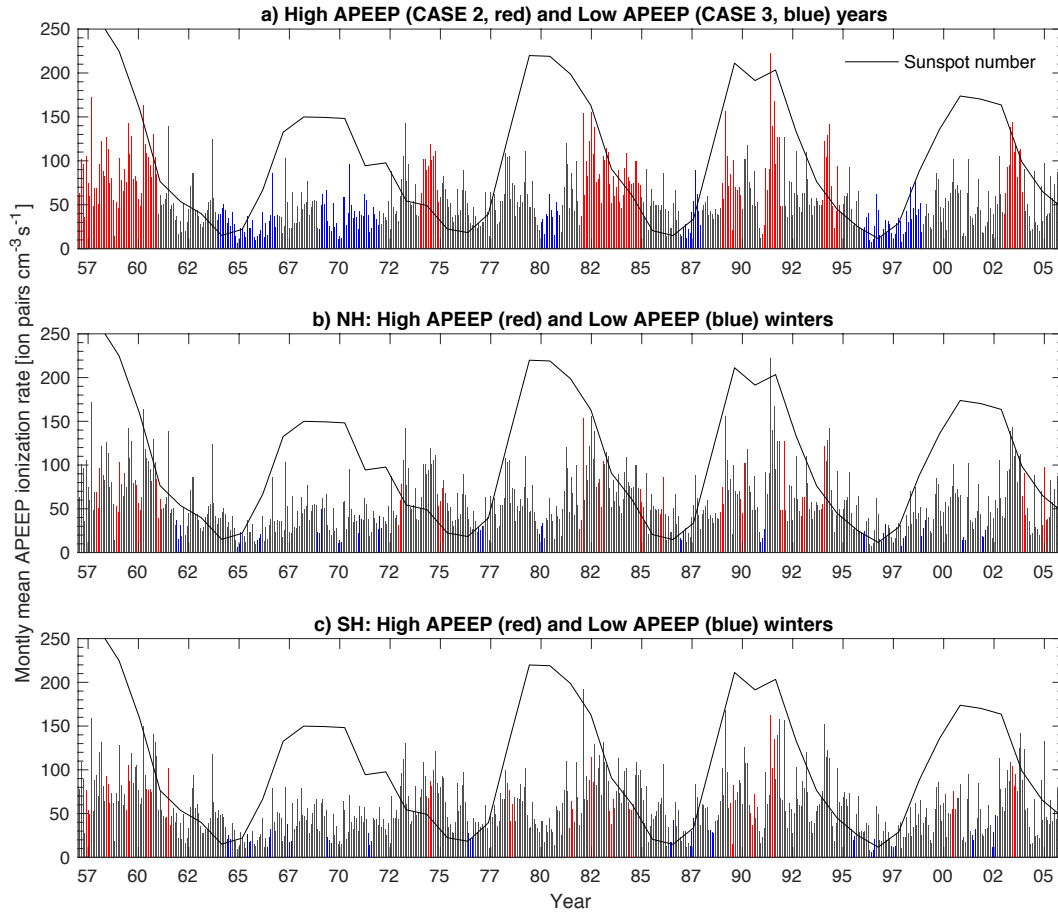 a) High APEEP (CASE 2, red) and Low APEEP (CASE 3, blue) years
250
200
150
100
50
0
Sunspot number
57 60 62 65 67 70 72 75 77 80 82 85 87 90 92 95 97 00 02 05
b) NH: High APEEP (red) and Low APEEP (blue) winters
250
200
150
100
50
0
57 60 62 65 67 70 72 75 77 80 82 85 87 90 92 95 97 00 02 05
c) SH: High APEEP (red) and Low APEEP (blue) winters
250
200
150
100
50
0
57 60 62 65 67 70 72 75 77 80 82 85 87 90 92 95 97 00 02 05
Year
Montly mean APEEP ionization rate [ion pairs cm⁻³ s⁻¹]